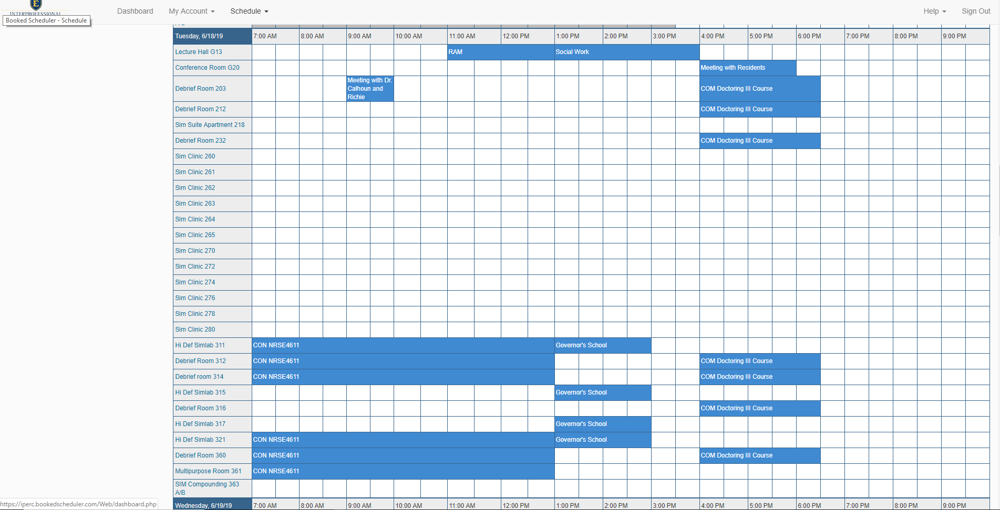 E
INTERPROFESSIONAL
Dashboard My Account Schedule Help Sign Out
Booked Scheduler - Schedule
Tuesday, 6/18/19 7:00 AM 8:00 AM 9:00 AM 10:00 AM 11:00 AM 12:00 PM 1:00 PM 2:00 PM 3:00 PM 4:00 PM 5:00 PM 6:00 PM 7:00 PM 8:00 PM 9:00 PM
Lecture Hall G13 RAM Social Work
Conference Room G20 Meeting with Residents
Debrief Room 203 Meeting with Dr.
Calhoun and
Richie COM Doctoring III Course
Debrief Room 212 COM Doctoring III Course
Sim Suite Apartment 218
Debrief Room 232 COM Doctoring III Course
Sim Clinic 260
Sim Clinic 261
Sim Clinic 262
Sim Clinic 263
Sim Clinic 264
Sim Clinic 265
Sim Clinic 270
Sim Clinic 272
Sim Clinic 274
Sim Clinic 276
Sim Clinic 278
Sim Clinic 280
Hi Def Simlab 311 CON NRSE4611 Governor's School
Debrief Room 312 CON NRSE4611 COM Doctoring III Course
Debrief room 314 CON NRSE4611 COM Doctoring III Course
Hi Def Simlab 315 Governor's School
Debrief Room 316 COM Doctoring III Course
Hi Def Simlab 317 Governor's School
Hi Def Simlab 321 CON NRSE4611 Governor's School
Debrief Room 360 CON NRSE4611 COM Doctoring III Course
Multipurpose Room 361 CON NRSE4611
SIM Compounding 363
A/B
https://iperc.bookedscheduler.com/Web/dashboard.php
Wednesday, 6/19/19 7:00 AM 8:00 AM 9:00 AM 10:00 AM 11:00 AM 12:00 PM 1:00 PM 2:00 PM 3:00 PM 4:00 PM 5:00 PM 6:00 PM 7:00 PM 8:00 PM 9:00 PM